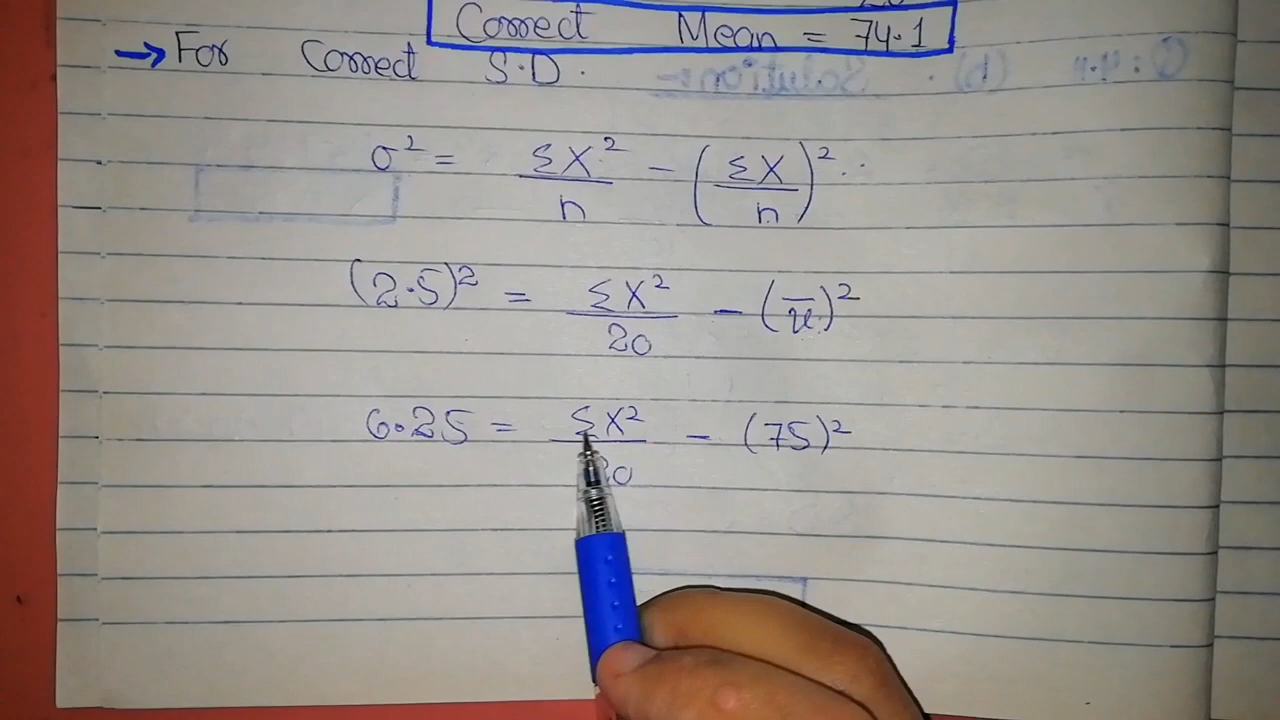 Correct Mean = 74.1
→ For Correct S.D.
σ² = ΣX²/n - (ΣX/n)²
(2.5)² = ΣX²/20 - (x̄)²
6.25 = ΣX²/20 - (75)²